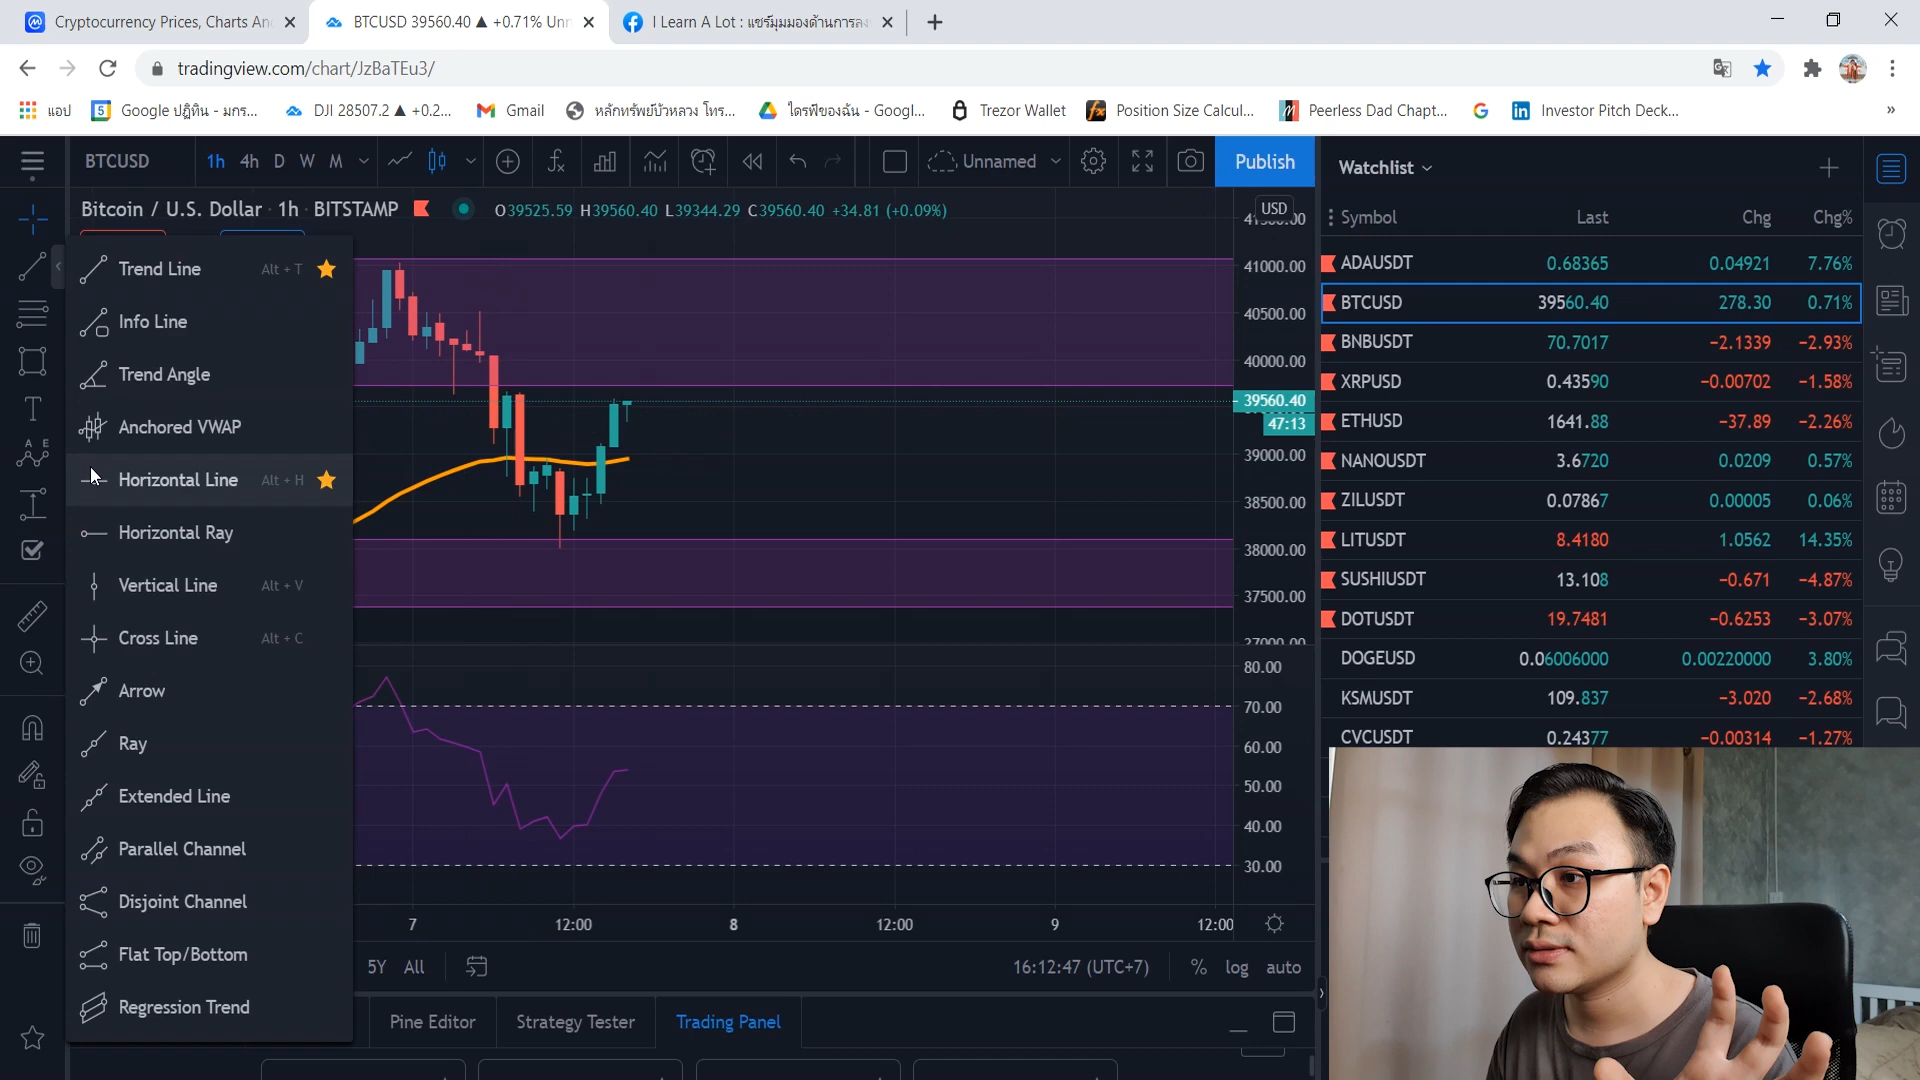 Cryptocurrency Prices, Charts An
BTCUSD 39560.40 ▲ +0.71% Unn
I Learn A Lot : แชร์มุมมองด้านการลง
tradingview.com/chart/JzBaTEu3/
แอป
5
Google ปฏิทิน - มกร...
DJI 28507.2 ▲ +0.2...
Gmail
หลักทรัพย์บัวหลวง โทร...
ไดรฟ์ของฉัน - Googl...
Trezor Wallet
Position Size Calcul...
Peerless Dad Chapt...
Investor Pitch Deck...
»
BTCUSD
1h 4h D W M
Unnamed
Publish
Bitcoin / U.S. Dollar · 1h · BITSTAMP
O39525.59 H39560.40 L39344.29 C39560.40 +34.81 (+0.09%)
USD
Trend Line Alt + T
Info Line
Trend Angle
Anchored VWAP
Horizontal Line Alt + H
Horizontal Ray
Vertical Line Alt + V
Cross Line Alt + C
Arrow
Ray
Extended Line
Parallel Channel
Disjoint Channel
Flat Top/Bottom
Regression Trend
41000.00
40500.00
40000.00
39560.40
47:13
39000.00
38500.00
38000.00
37500.00
80.00
70.00
60.00
50.00
40.00
30.00
7 12:00 8 12:00 9 12:00
5Y All
16:12:47 (UTC+7) % log auto
Pine Editor Strategy Tester Trading Panel
Watchlist
Symbol Last Chg Chg%
ADAUSDT 0.68365 0.04921 7.76%
BTCUSD 39560.40 278.30 0.71%
BNBUSDT 70.7017 −2.1339 −2.93%
XRPUSD 0.43590 −0.00702 −1.58%
ETHUSD 1641.88 −37.89 −2.26%
NANOUSDT 3.6720 0.0209 0.57%
ZILUSDT 0.07867 0.00005 0.06%
LITUSDT 8.4180 1.0562 14.35%
SUSHIUSDT 13.108 −0.671 −4.87%
DOTUSDT 19.7481 −0.6253 −3.07%
DOGEUSD 0.06006000 0.00220000 3.80%
KSMUSDT 109.837 −3.020 −2.68%
CVCUSDT 0.24377 −0.00314 −1.27%